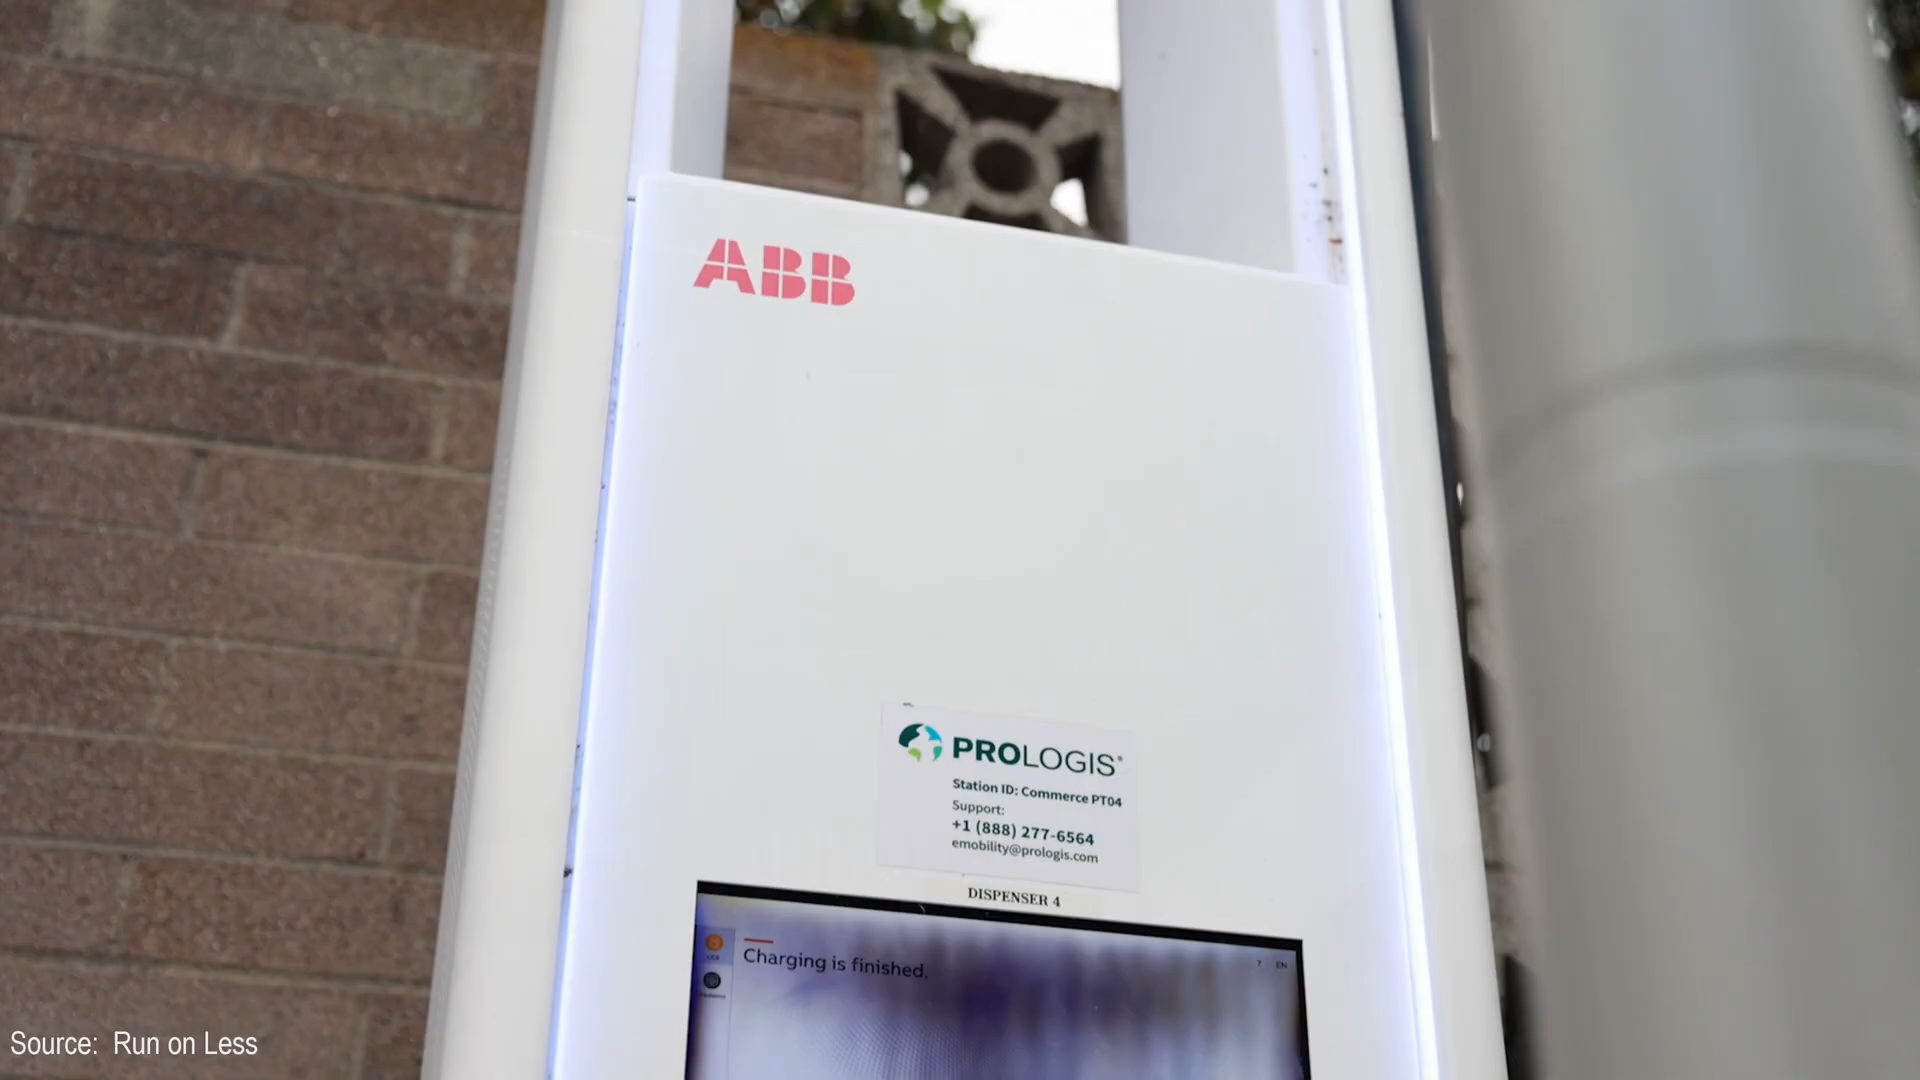 ABB
PROLOGIS®
Station ID: Commerce PT04
Support:
+1 (888) 277-6564
emobility@prologis.com
DISPENSER 4
Charging is finished.
? EN
CCS
Source: Run on Less